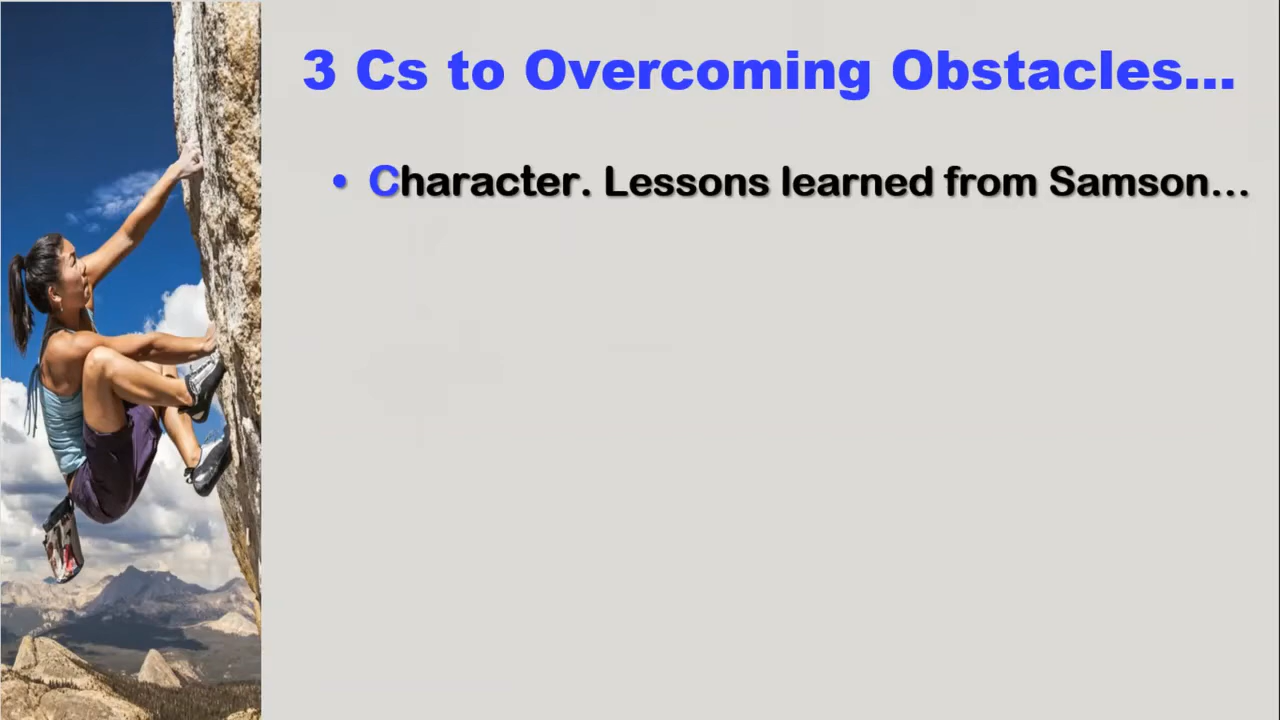 3 Cs to Overcoming Obstacles...
• Character. Lessons learned from Samson...